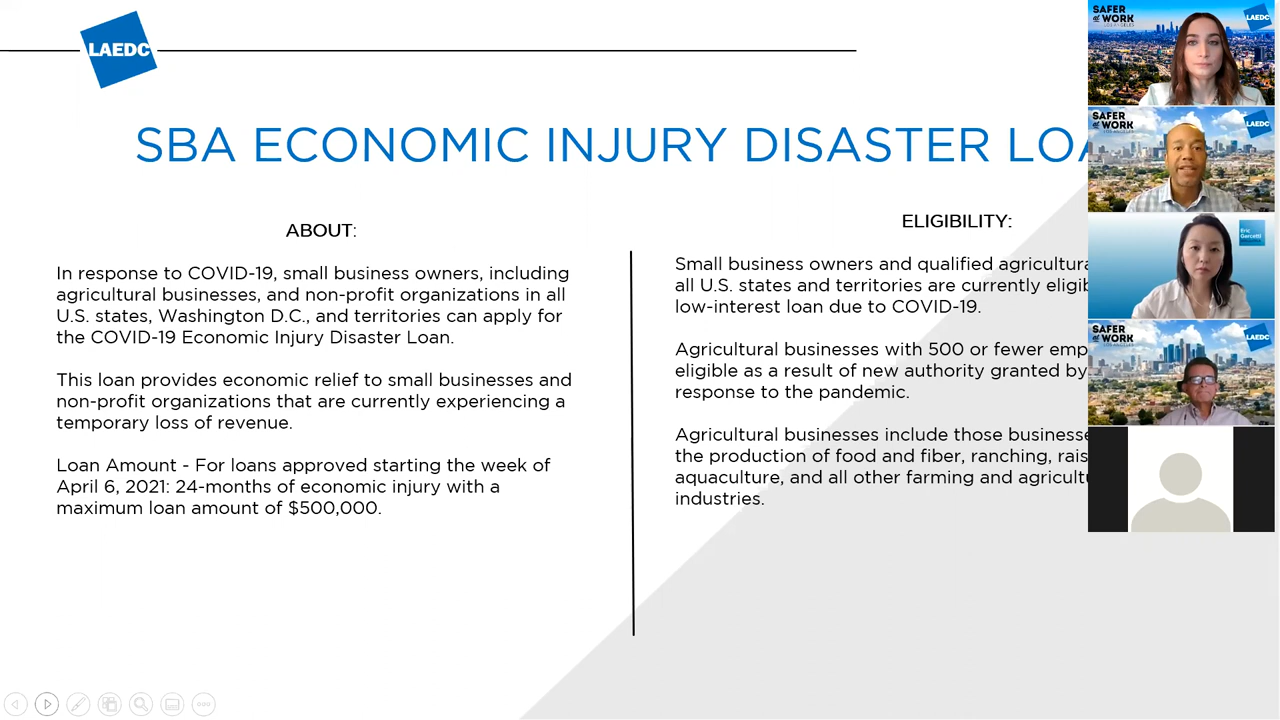 LAEDC
SBA ECONOMIC INJURY DISASTER
ABOUT:
In response to COVID-19, small business owners, including
agricultural businesses, and non-profit organizations in all
U.S. states, Washington D.C., and territories can apply for
the COVID-19 Economic Injury Disaster Loan.
This loan provides economic relief to small businesses and
non-profit organizations that are currently experiencing a
temporary loss of revenue.
Loan Amount - For loans approved starting the week of
April 6, 2021: 24-months of economic injury with a
maximum loan amount of $500,000.
ELIGIBILITY:
Small business owners and qualified
all U.S. states and territories are currently
low-interest loan due to COVID-19.
Agricultural businesses with 500 or fewer
eligible as a result of new authority granted by
response to the pandemic.
Agricultural businesses include those
the production of food and fiber, ranching,
aquaculture, and all other farming and
industries.
SAFER
at WORK
LOS ANGELES
LAEDC
SAFER
at WORK
LOS ANGELES
LAEDC
Eric
Garcetti
SAFER
at WORK
LAEDC